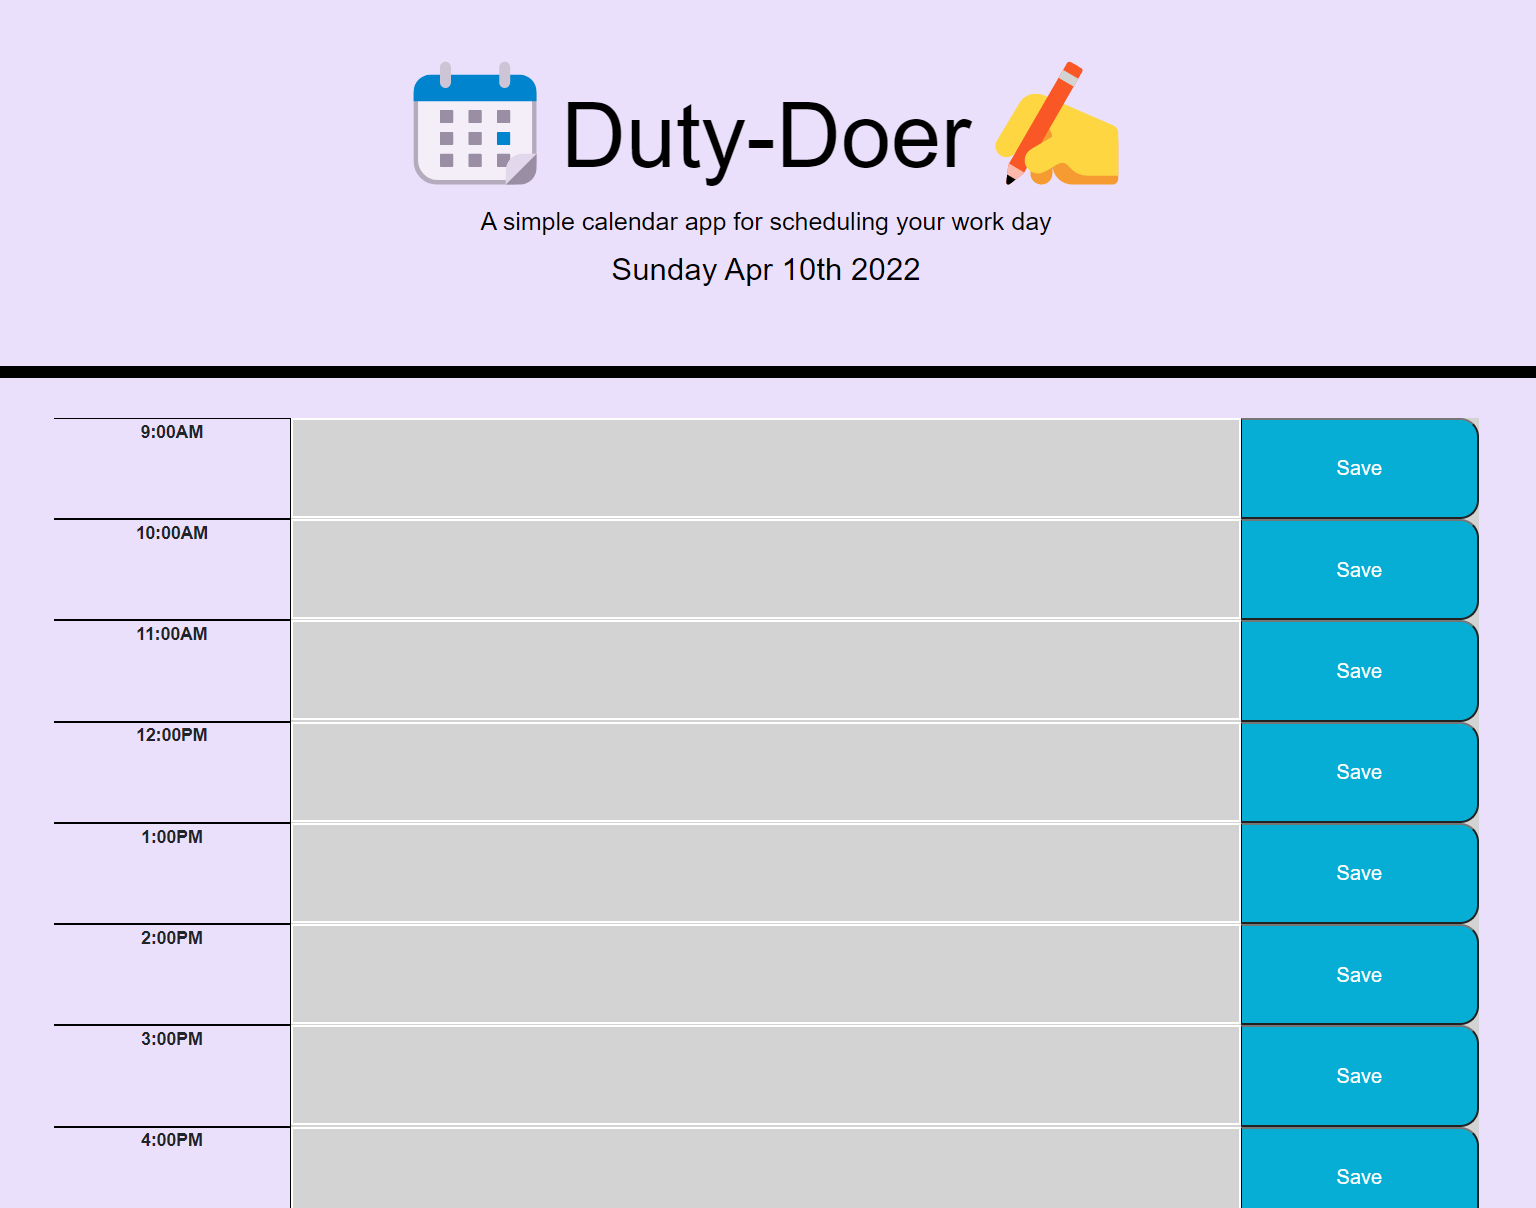 Duty-Doer
A simple calendar app for scheduling your work day
Sunday Apr 10th 2022
9:00AM
Save
10:00AM
Save
11:00AM
Save
12:00PM
Save
1:00PM
Save
2:00PM
Save
3:00PM
Save
4:00PM
Save